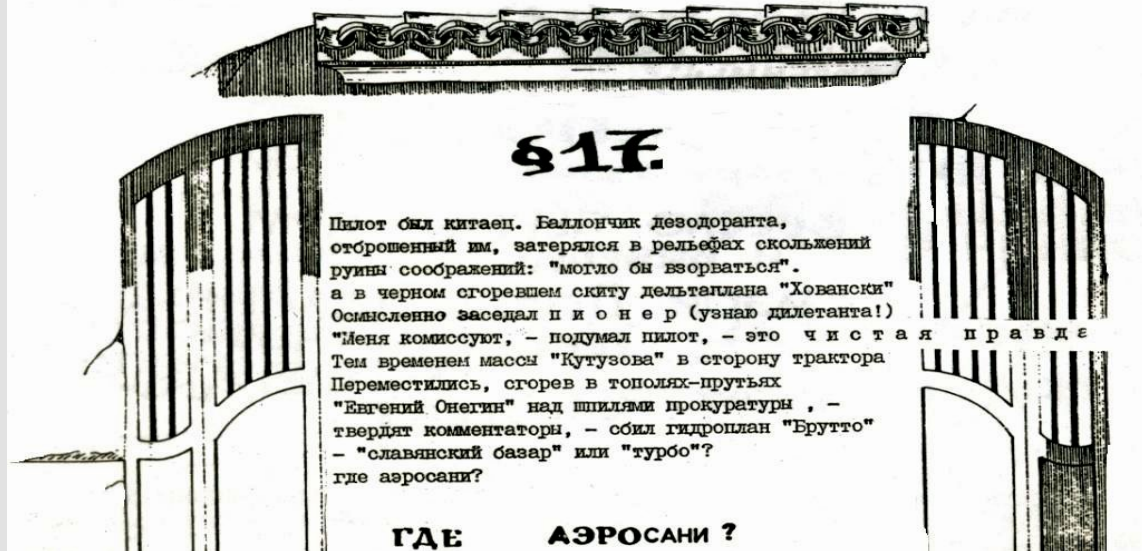 §17.
Пилот был китаец. Баллончик дезодоранта,
отброшенный им, затерялся в рельефах скольжений
руины соображений: "могло бы взорваться".
а в черном сгоревшем скиту дельтаплана "Ховански"
Осмысленно заседал п и о н е р (узнаю дилетанта!)
"Меня комиссуют, – подумал пилот, – это ч и с т а я п р а в д а
Тем временем массы "Кутузова" в сторону трактора
Переместились, сгорев в тополях-прутьях
"Евгений Онегин" над шпилями прокуратуры , –
твердят комментаторы, – сбил гидроплан "Брутто"
– "славянский базар" или "турбо"?
где аэросани?
ГДЕ АЭРОСАНИ ?